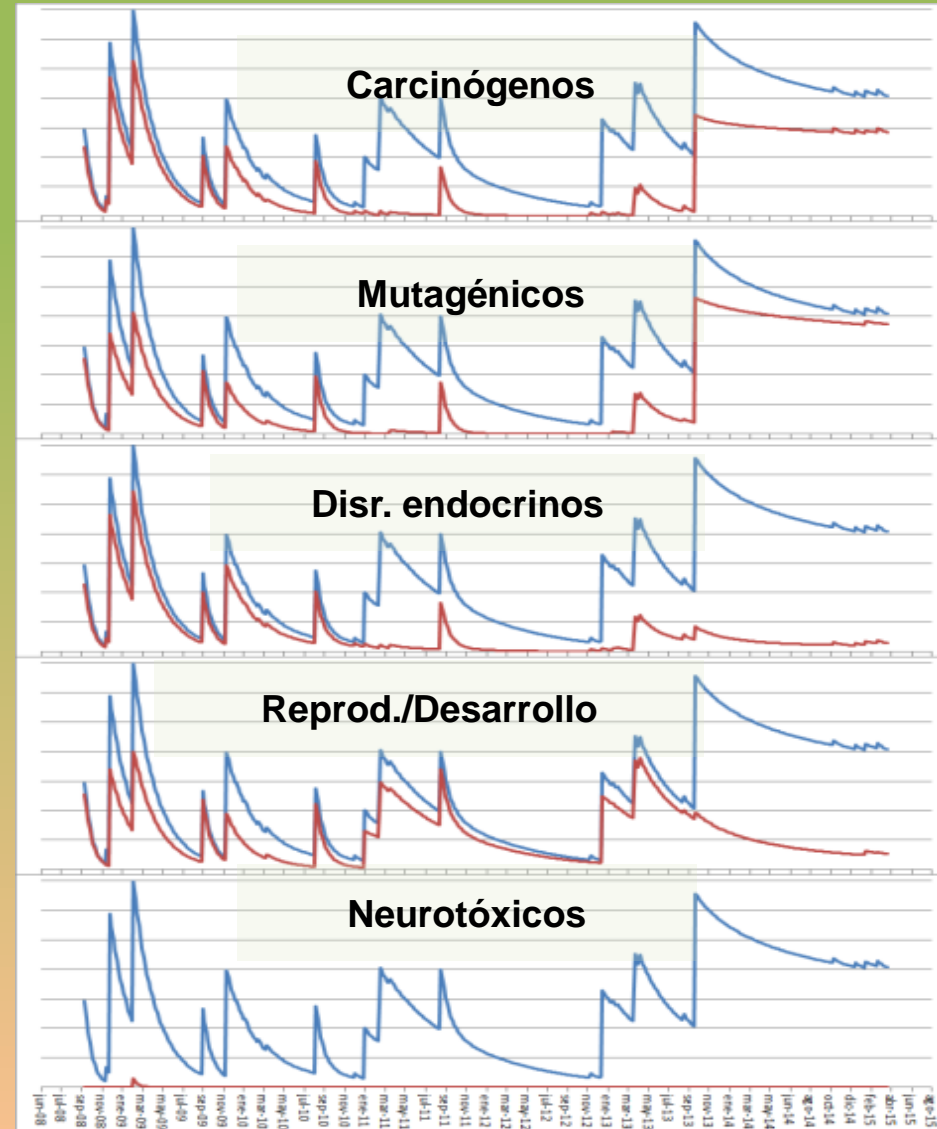 Carcinógenos
Mutagénicos
Disr. endocrinos
Reprod./Desarrollo
Neurotóxicos
jun-08
jul-08
sep-08
nov-08
ene-09
mar-09
may-09
jul-09
sep-09
nov-09
ene-10
mar-10
may-10
jul-10
sep-10
nov-10
ene-11
mar-11
may-11
jul-11
sep-11
nov-11
ene-12
mar-12
may-12
jul-12
sep-12
nov-12
ene-13
mar-13
may-13
jul-13
sep-13
nov-13
ene-14
mar-14
may-14
jun-14
ago-14
oct-14
dic-14
feb-15
abr-15
jun-15
ago-15